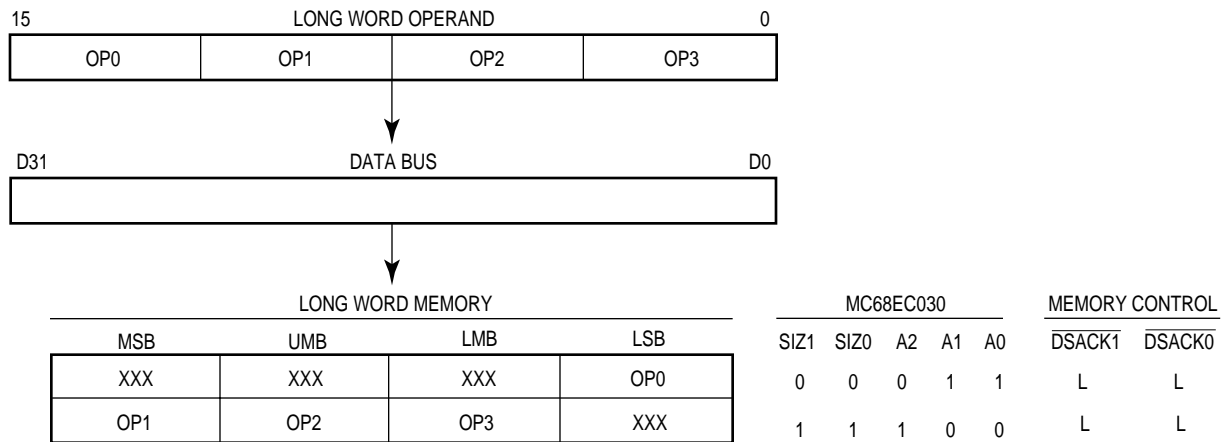 15 LONG WORD OPERAND 0
OP0 OP1 OP2 OP3
D31 DATA BUS D0
LONG WORD MEMORY MC68EC030 MEMORY CONTROL
MSB UMB LMB LSB SIZ1 SIZ0 A2 A1 A0 DSACK1 DSACK0
XXX XXX XXX OP0 0 0 0 1 1 L L
OP1 OP2 OP3 XXX 1 1 1 0 0 L L